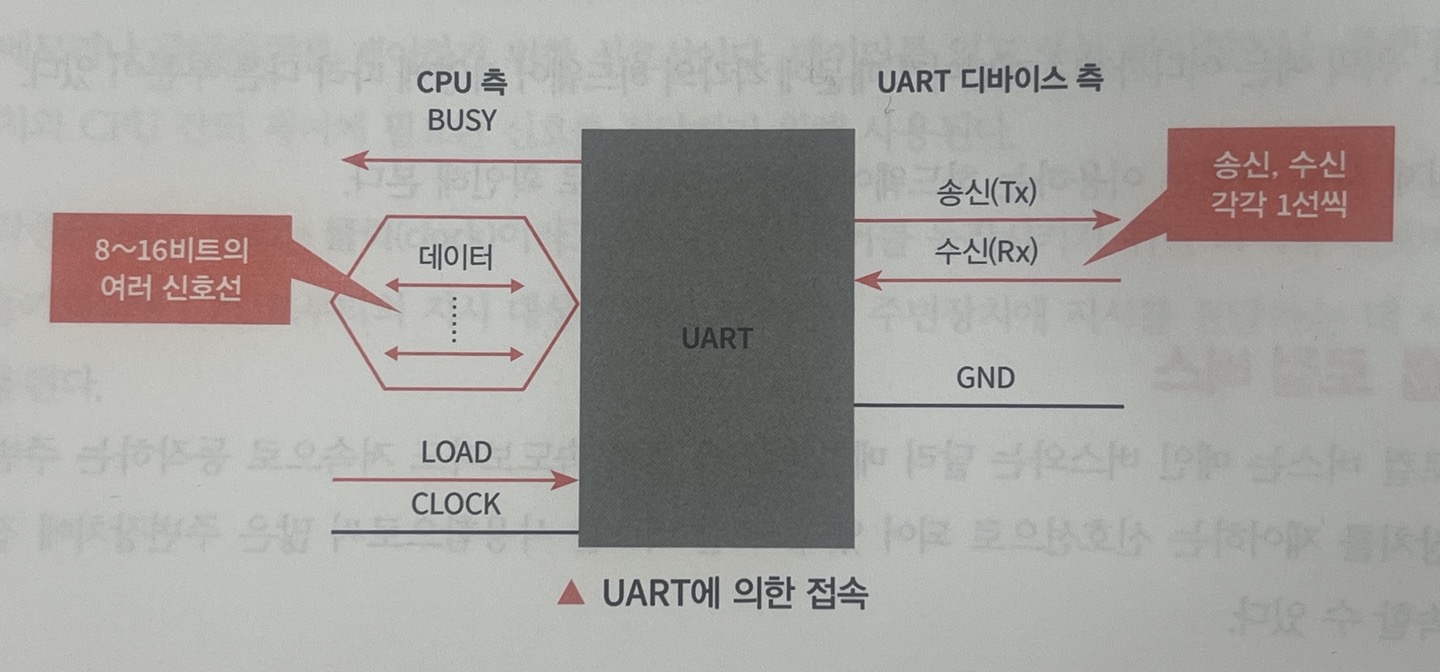 CPU 측
BUSY
UART 디바이스 측
송신, 수신
각각 1선씩
송신(Tx)
수신(Rx)
8~16비트의
여러 신호선
데이터
UART
GND
LOAD
CLOCK
▲ UART에 의한 접속